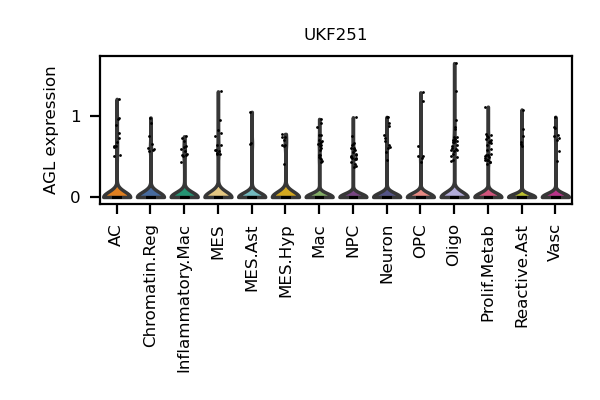 UKF251
AGL expression
1
0
AC
Chromatin.Reg
Inflammatory.Mac
MES
MES.Ast
MES.Hyp
Mac
NPC
Neuron
OPC
Oligo
Prolif.Metab
Reactive.Ast
Vasc